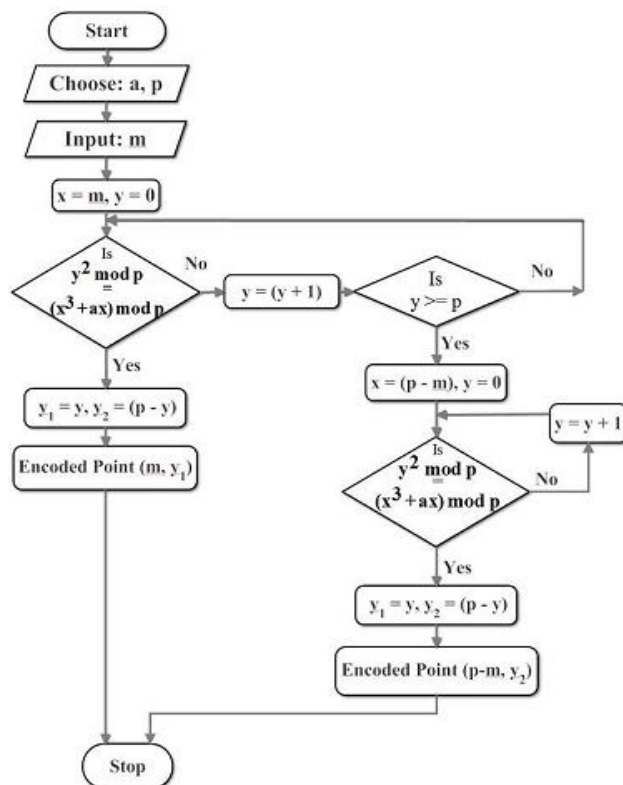 Start
Choose: a, p
Input: m
x = m, y = 0
Is
y² mod p
=
(x³+ax) mod p
No
y = (y + 1)
Is
y >= p
No
Yes
Yes
x = (p - m), y = 0
y₁ = y, y₂ = (p - y)
y = y + 1
Encoded Point (m, y₁)
Is
y² mod p
=
(x³+ax) mod p
No
Yes
y₁ = y, y₂ = (p - y)
Encoded Point (p-m, y₂)
Stop